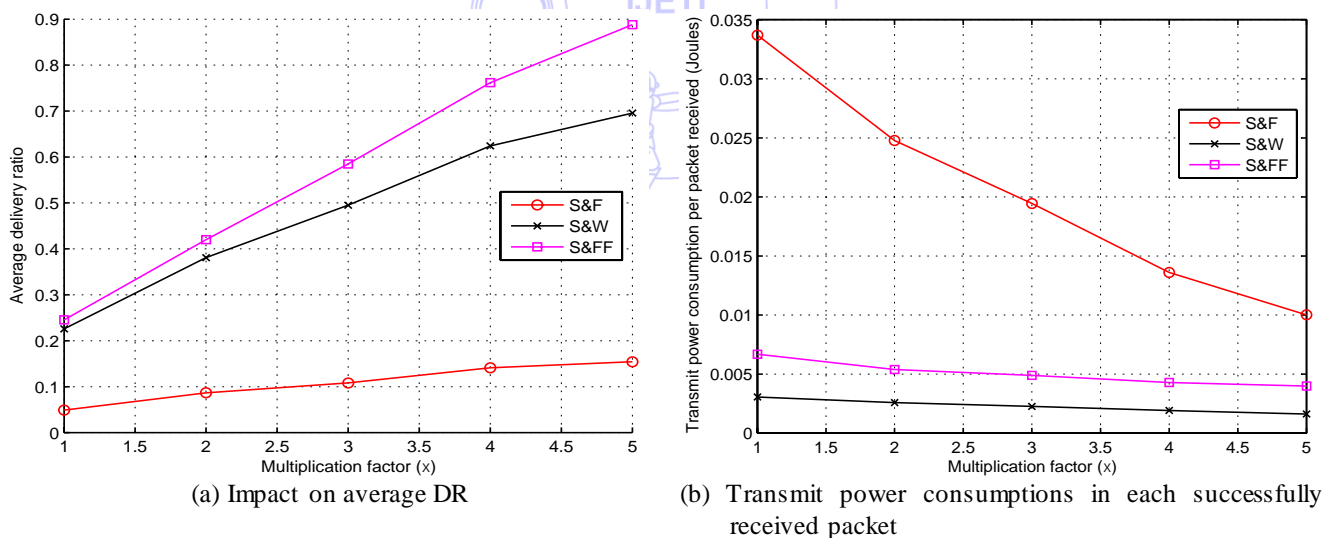 IJETI
0.9
0.8
0.7
0.6
0.5
0.4
0.3
0.2
0.1
0
Average delivery ratio
S&F
S&W
S&FF
1 1.5 2 2.5 3 3.5 4 4.5 5
Multiplication factor (x)
(a) Impact on average DR
0.035
0.03
0.025
0.02
0.015
0.01
0.005
0
Transmit power consumption per packet received (Joules)
S&F
S&W
S&FF
1 1.5 2 2.5 3 3.5 4 4.5 5
Multiplication factor (x)
(b) Transmit power consumptions in each successfully
received packet